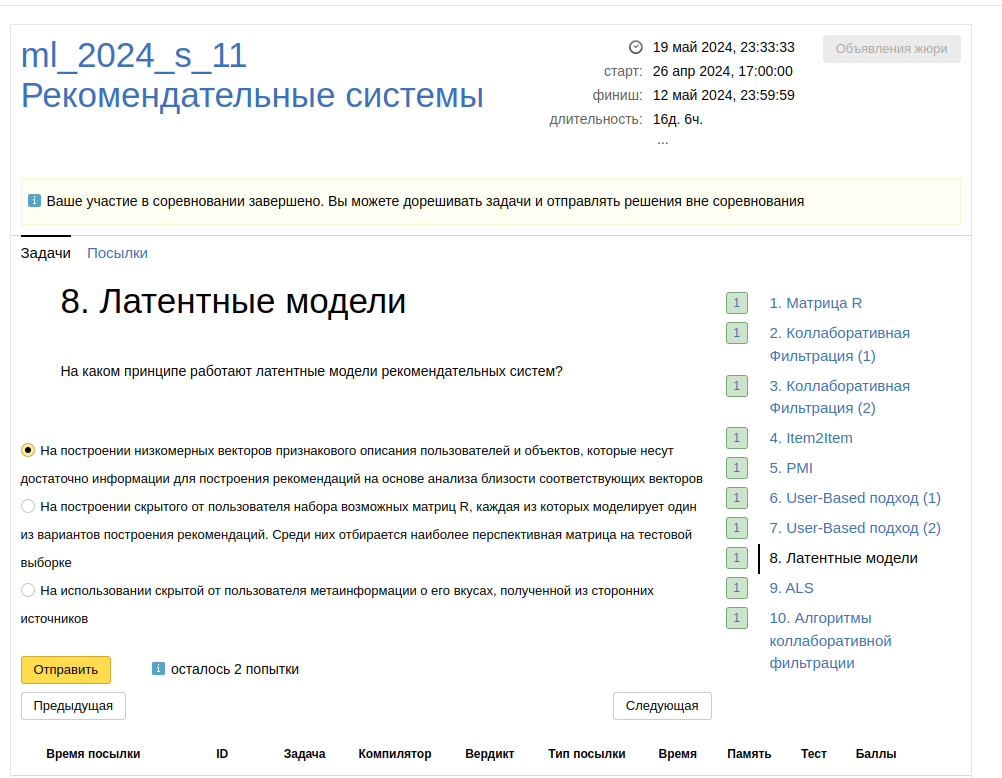 ml_2024_s_11
Рекомендательные системы
19 май 2024, 23:33:33
старт: 26 апр 2024, 17:00:00
финиш: 12 май 2024, 23:59:59
длительность: 16д. 6ч.
...
Объявления жюри
Ваше участие в соревновании завершено. Вы можете дорешивать задачи и отправлять решения вне соревнования
Задачи Посылки
8. Латентные модели
На каком принципе работают латентные модели рекомендательных систем?
На построении низкомерных векторов признакового описания пользователей и объектов, которые несут
достаточно информации для построения рекомендаций на основе анализа близости соответствующих векторов
На построении скрытого от пользователя набора возможных матриц R, каждая из которых моделирует один
из вариантов построения рекомендаций. Среди них отбирается наиболее перспективная матрица на тестовой
выборке
На использовании скрытой от пользователя метаинформации о его вкусах, полученной из сторонних
источников
Отправить
осталось 2 попытки
Предыдущая
Следующая
1 1. Матрица R
1 2. Коллаборативная
Фильтрация (1)
1 3. Коллаборативная
Фильтрация (2)
1 4. Item2Item
1 5. PMI
1 6. User-Based подход (1)
1 7. User-Based подход (2)
1 8. Латентные модели
1 9. ALS
1 10. Алгоритмы
коллаборативной
фильтрации
Время посылки ID Задача Компилятор Вердикт Тип посылки Время Память Тест Баллы